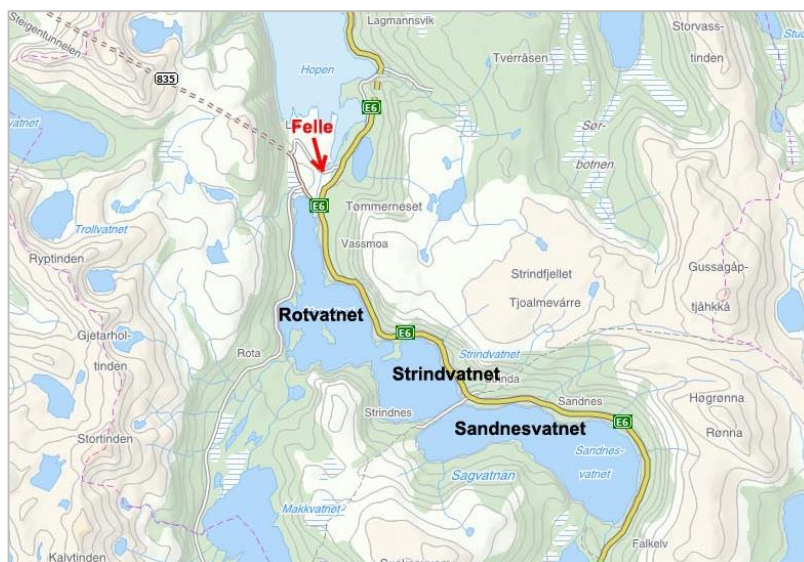 Steigentunnelen
Lagmannsvik
Storvass-
tinden
Tverråsen
Hopen
835
E6
Felle
Sør-
botnen
vatnet
Trollvatnet
Tømmerneset
E6
Ryptinden
Vassmoa
Strindfjellet
Gussagåp-
tjåhkkå
Tjoalmevárre
Rotvatnet
Gjetarhol-
tinden
E6
Strindvatnet
Rota
Strindvatnet
Strinda
Sandnes
Høgrønna
Strindnes
Sandnesvatnet
E6
Rønna
Stortinden
Sandnes-
vatnet
Sagvatnan
Makkvatnet
Falkelv
Kalvtinden